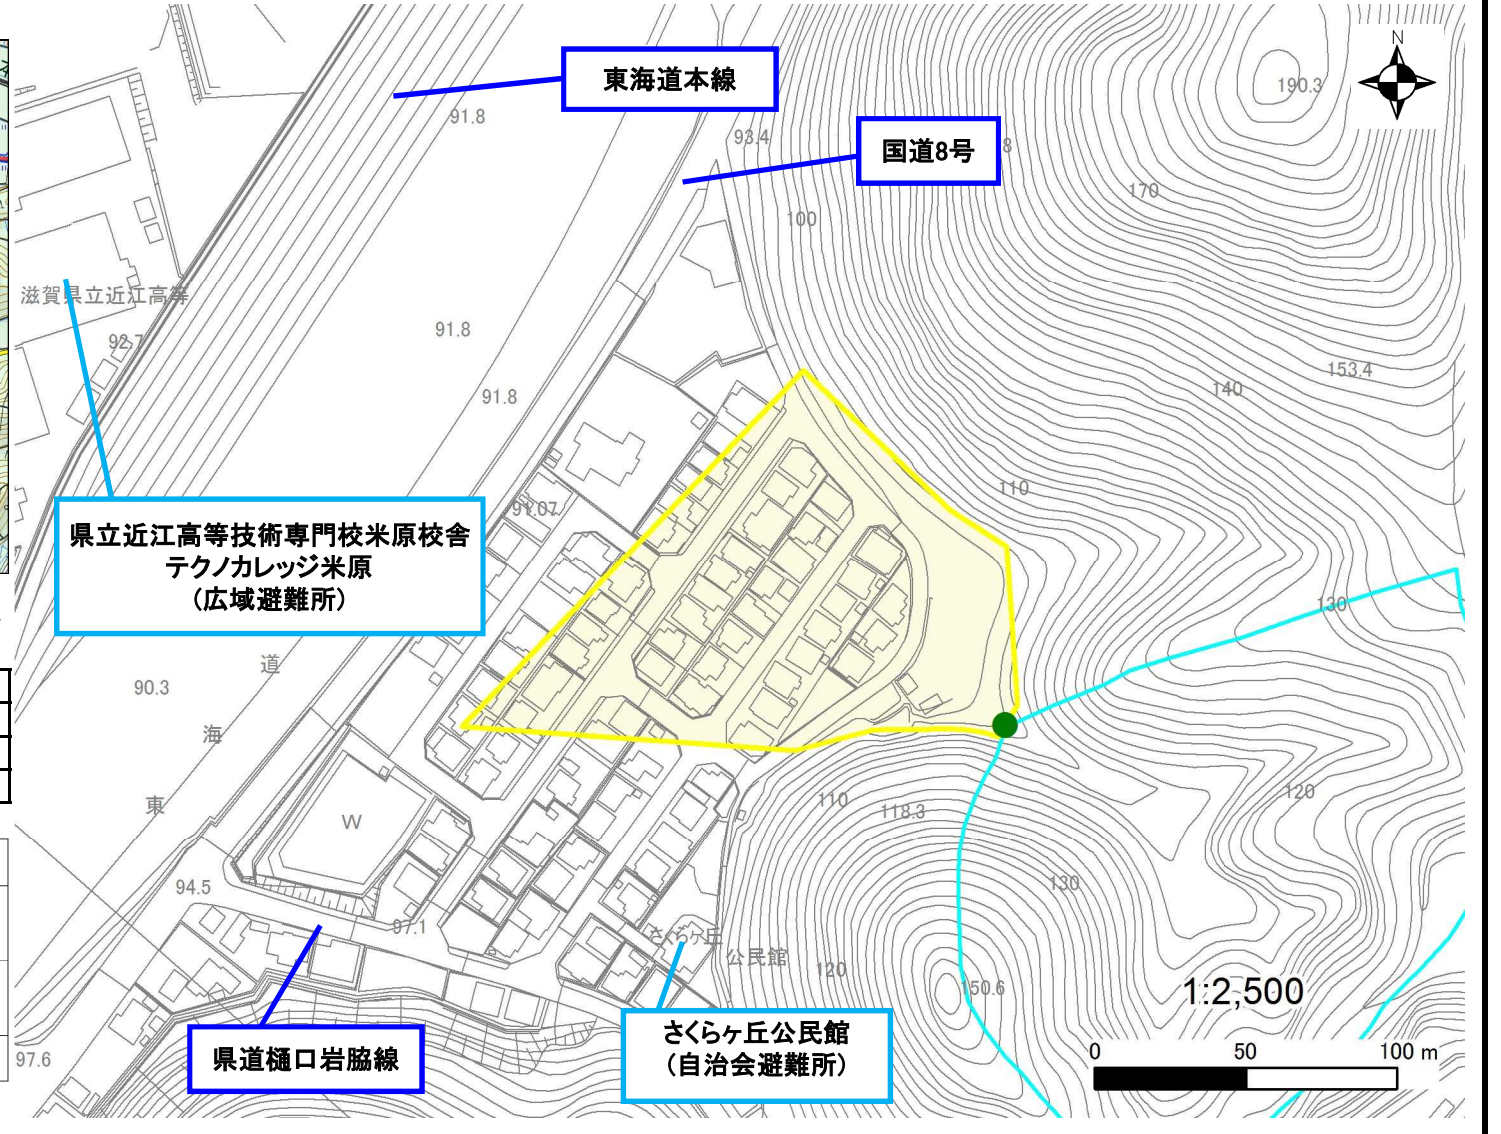 N
東海道本線
190.3
91.8
93.4
国道8号
8
170
100
滋賀県立近江高等
92.7
91.8
153.4
140
91.8
110
91.07
県立近江高等技術専門校米原校舎
テクノカレッジ米原
（広域避難所）
130
道
90.3
海
東
120
110
118.3
W
94.5
130
97.1
さくらケ丘
公民館
120
150.6
1:2,500
さくらヶ丘公民館
（自治会避難所）
県道樋口岩脇線
97.6
0 50 100 m